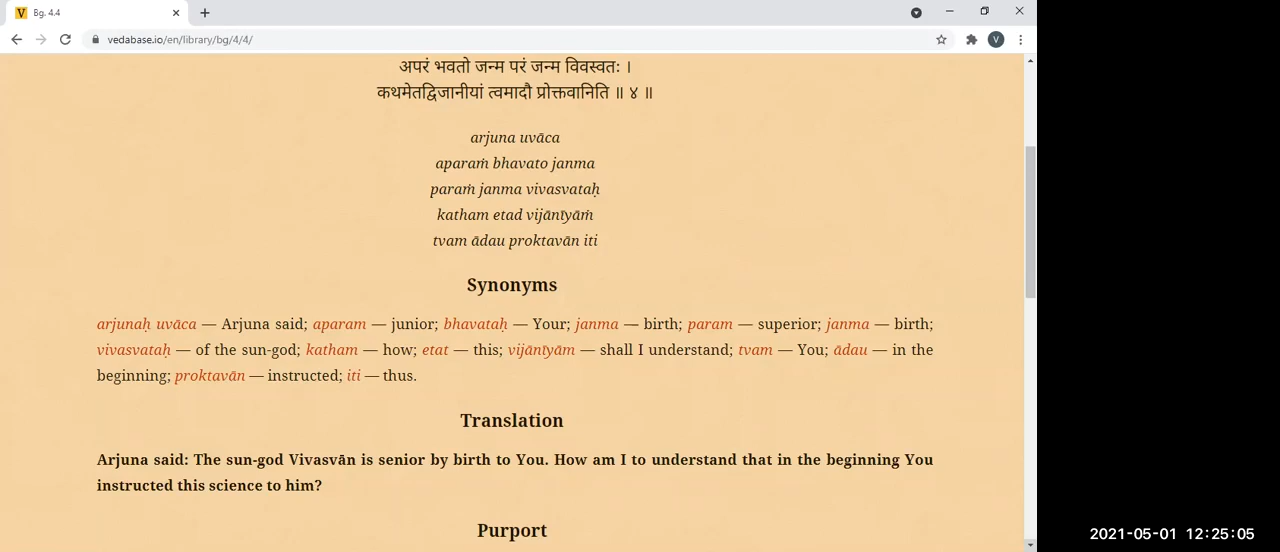 Bg. 4.4
vedabase.io/en/library/bg/4/4/
V
अपरं भवतो जन्म परं जन्म विवस्वतः ।
कथमेतद्विजानीयां त्वमादौ प्रोक्तवानिति ॥ ४ ॥
arjuna uvāca
aparaṁ bhavato janma
paraṁ janma vivasvataḥ
katham etad vijānīyāṁ
tvam ādau proktavān iti
Synonyms
arjunaḥ uvāca — Arjuna said; aparam — junior; bhavataḥ — Your; janma — birth; param — superior; janma — birth;
vivasvataḥ — of the sun-god; katham — how; etat — this; vijānīyām — shall I understand; tvam — You; ādau — in the
beginning; proktavān — instructed; iti — thus.
Translation
Arjuna said: The sun-god Vivasvān is senior by birth to You. How am I to understand that in the beginning You
instructed this science to him?
Purport
2021-05-01 12:25:05